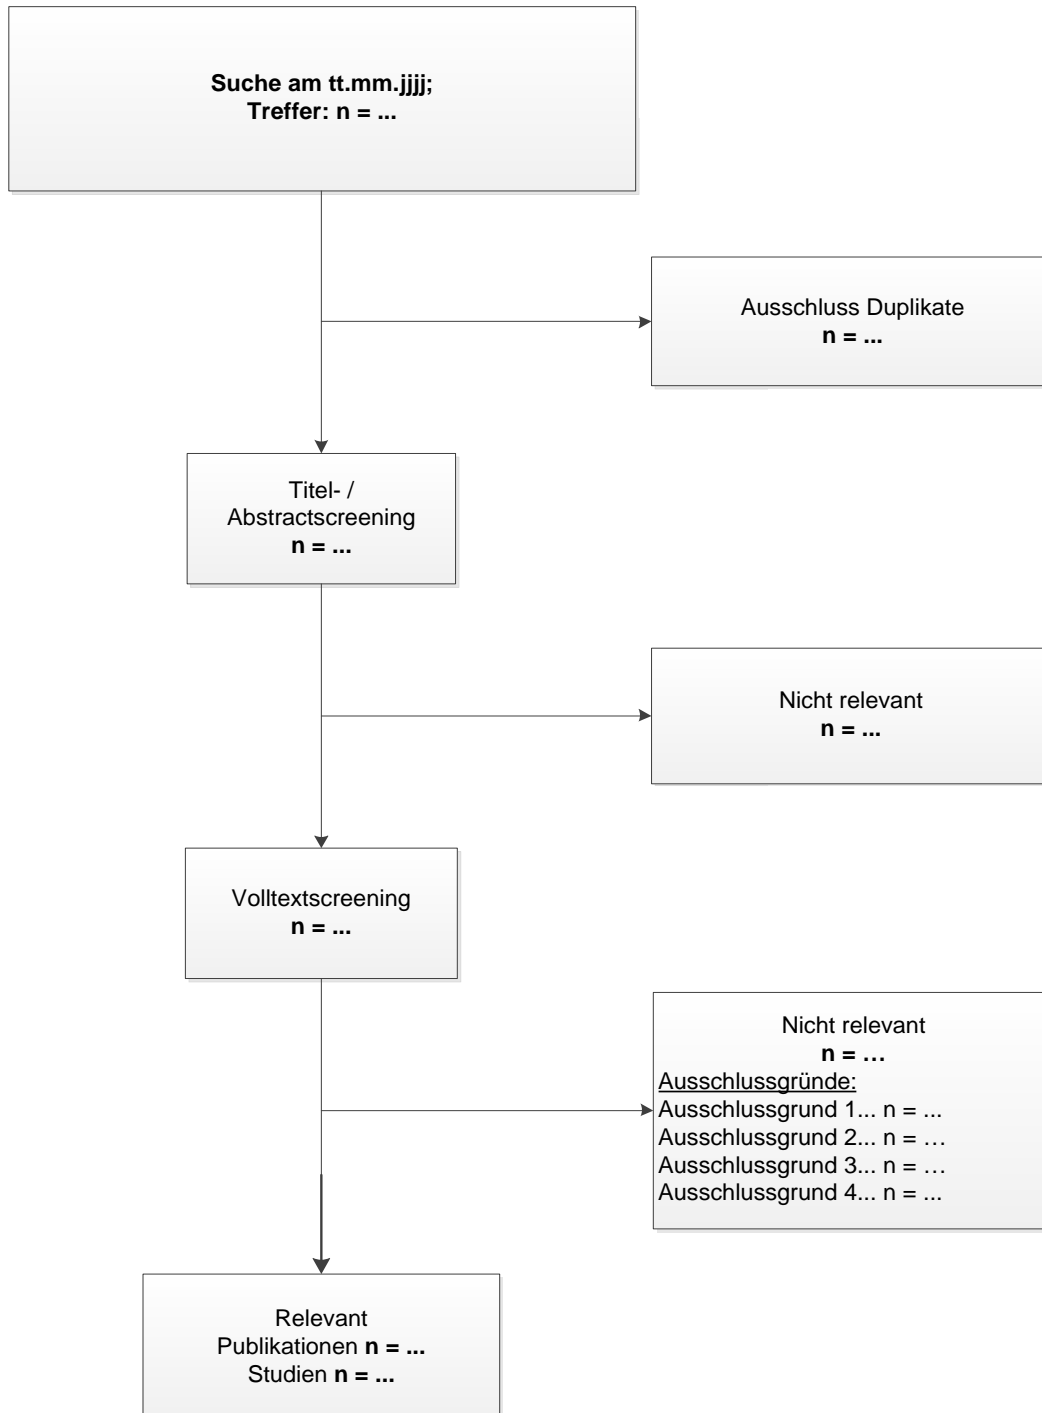 Suche am tt.mm.jjjj;
Treffer: n = ...
Ausschluss Duplikate
n = ...
Titel- /
Abstractscreening
n = ...
Nicht relevant
n = ...
Volltextscreening
n = ...
Nicht relevant
n = …
Ausschlussgründe:
Ausschlussgrund 1... n = ...
Ausschlussgrund 2... n = …
Ausschlussgrund 3... n = …
Ausschlussgrund 4... n = ...
Relevant
Publikationen n = ...
Studien n = ...